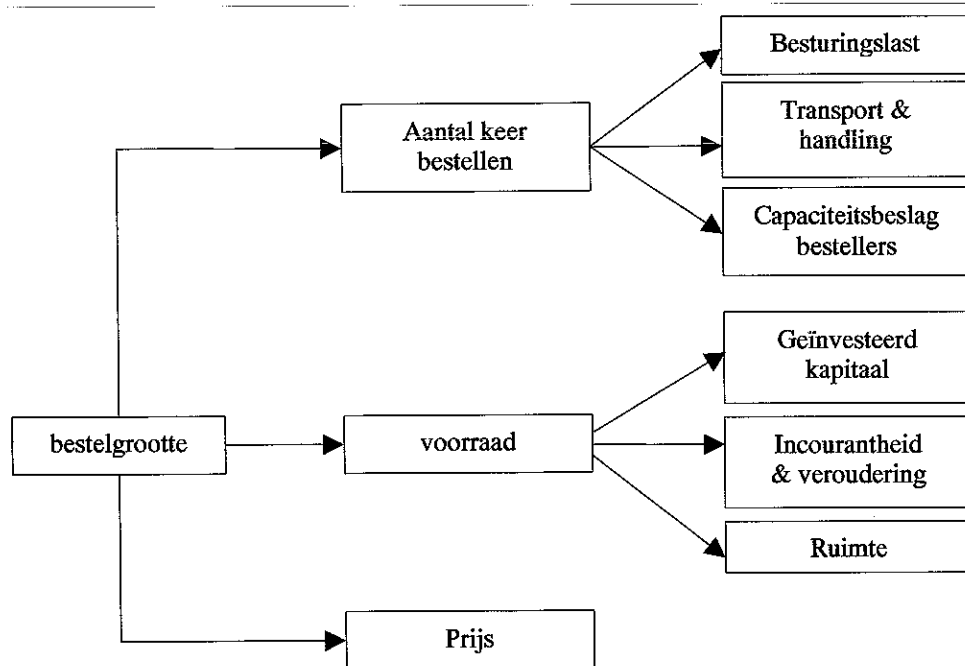 Besturingslast
Aantal keer
bestellen
Transport &
handling
Capaciteitsbeslag
bestellers
bestelgrootte
voorraad
Geïnvesteerd
kapitaal
Incourantheid
& veroudering
Ruimte
Prijs